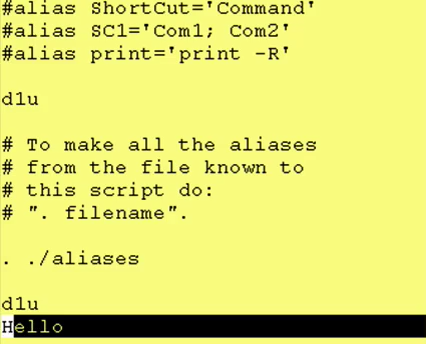 #alias ShortCut='Command'
#alias SC1='Com1; Com2'
#alias print='print -R'
d1u
# To make all the aliases
# from the file known to
# this script do:
# ". filename".
. ./aliases
d1u
Hello